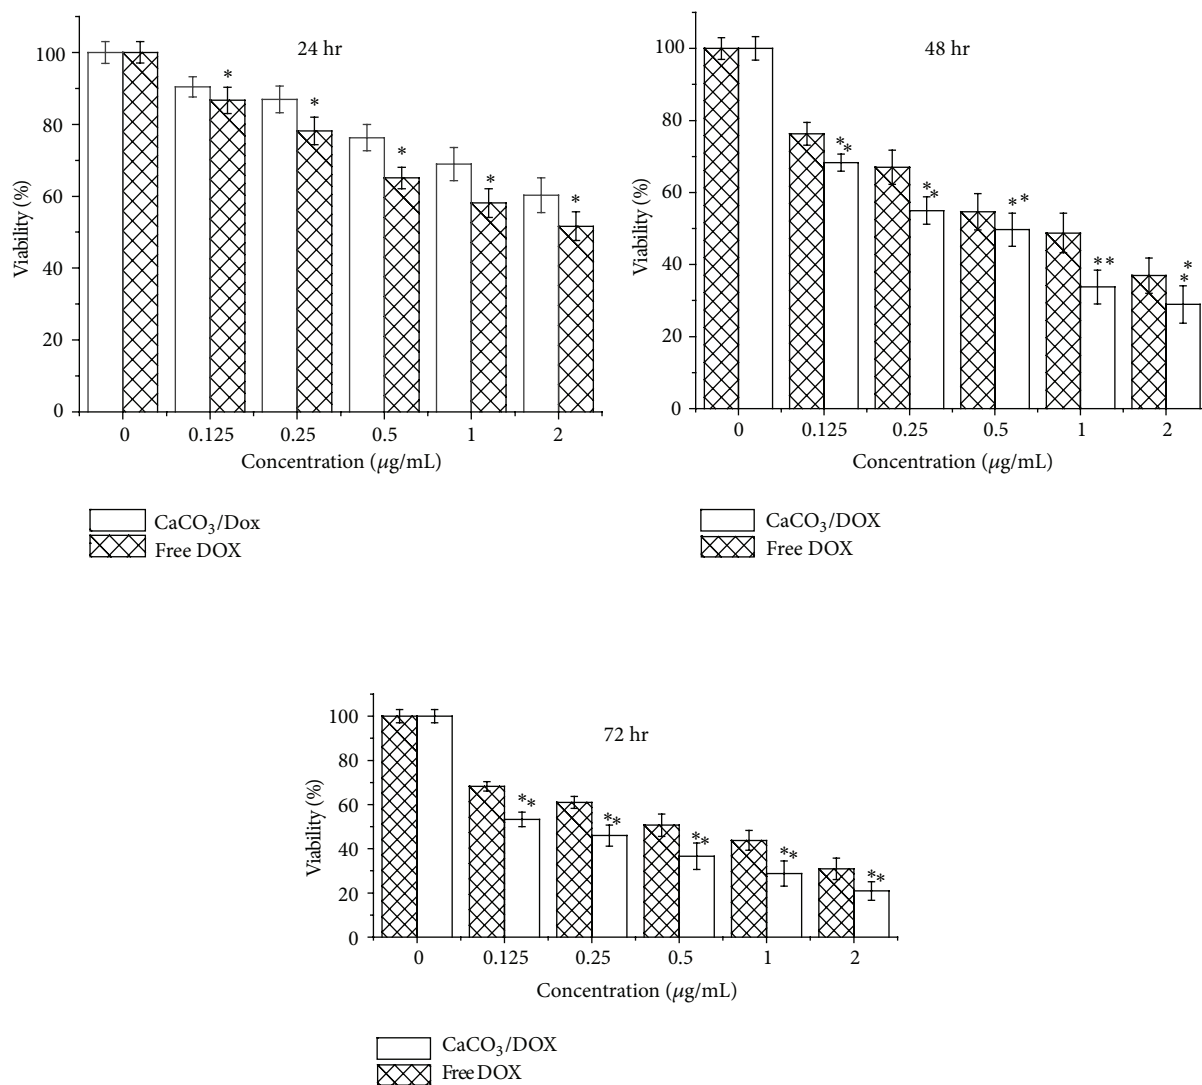 24 hr
*
*
*
*
*
Viability (%)
100
80
60
40
20
0
0 0.125 0.25 0.5 1 2
Concentration (μg/mL)
CaCO₃/Dox
Free DOX
48 hr
**
**
**
**
**
Viability (%)
100
80
60
40
20
0
0 0.125 0.25 0.5 1 2
Concentration (μg/mL)
CaCO₃/DOX
Free DOX
72 hr
**
**
**
**
**
Viability (%)
100
80
60
40
20
0
0 0.125 0.25 0.5 1 2
Concentration (μg/mL)
CaCO₃/DOX
Free DOX